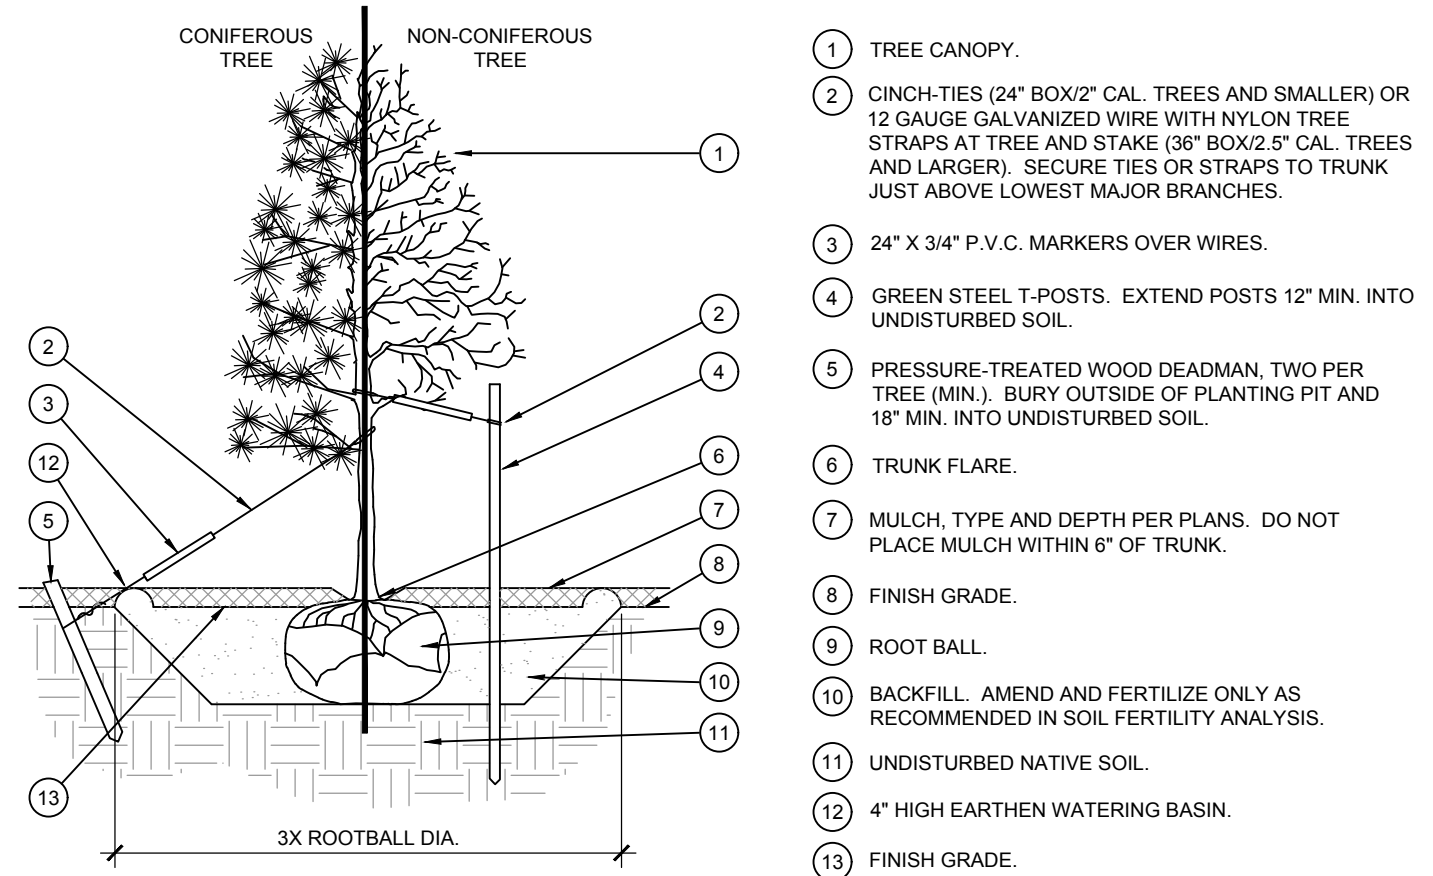 CONIFEROUS
TREE
NON-CONIFEROUS
TREE
1
2
4
6
7
8
9
10
11
2
3
12
5
13
3X ROOTBALL DIA.
1 TREE CANOPY.
2 CINCH-TIES (24" BOX/2" CAL. TREES AND SMALLER) OR
12 GAUGE GALVANIZED WIRE WITH NYLON TREE
STRAPS AT TREE AND STAKE (36" BOX/2.5" CAL. TREES
AND LARGER). SECURE TIES OR STRAPS TO TRUNK
JUST ABOVE LOWEST MAJOR BRANCHES.
3 24" X 3/4" P.V.C. MARKERS OVER WIRES.
4 GREEN STEEL T-POSTS. EXTEND POSTS 12" MIN. INTO
UNDISTURBED SOIL.
5 PRESSURE-TREATED WOOD DEADMAN, TWO PER
TREE (MIN.). BURY OUTSIDE OF PLANTING PIT AND
18" MIN. INTO UNDISTURBED SOIL.
6 TRUNK FLARE.
7 MULCH, TYPE AND DEPTH PER PLANS. DO NOT
PLACE MULCH WITHIN 6" OF TRUNK.
8 FINISH GRADE.
9 ROOT BALL.
10 BACKFILL. AMEND AND FERTILIZE ONLY AS
RECOMMENDED IN SOIL FERTILITY ANALYSIS.
11 UNDISTURBED NATIVE SOIL.
12 4" HIGH EARTHEN WATERING BASIN.
13 FINISH GRADE.